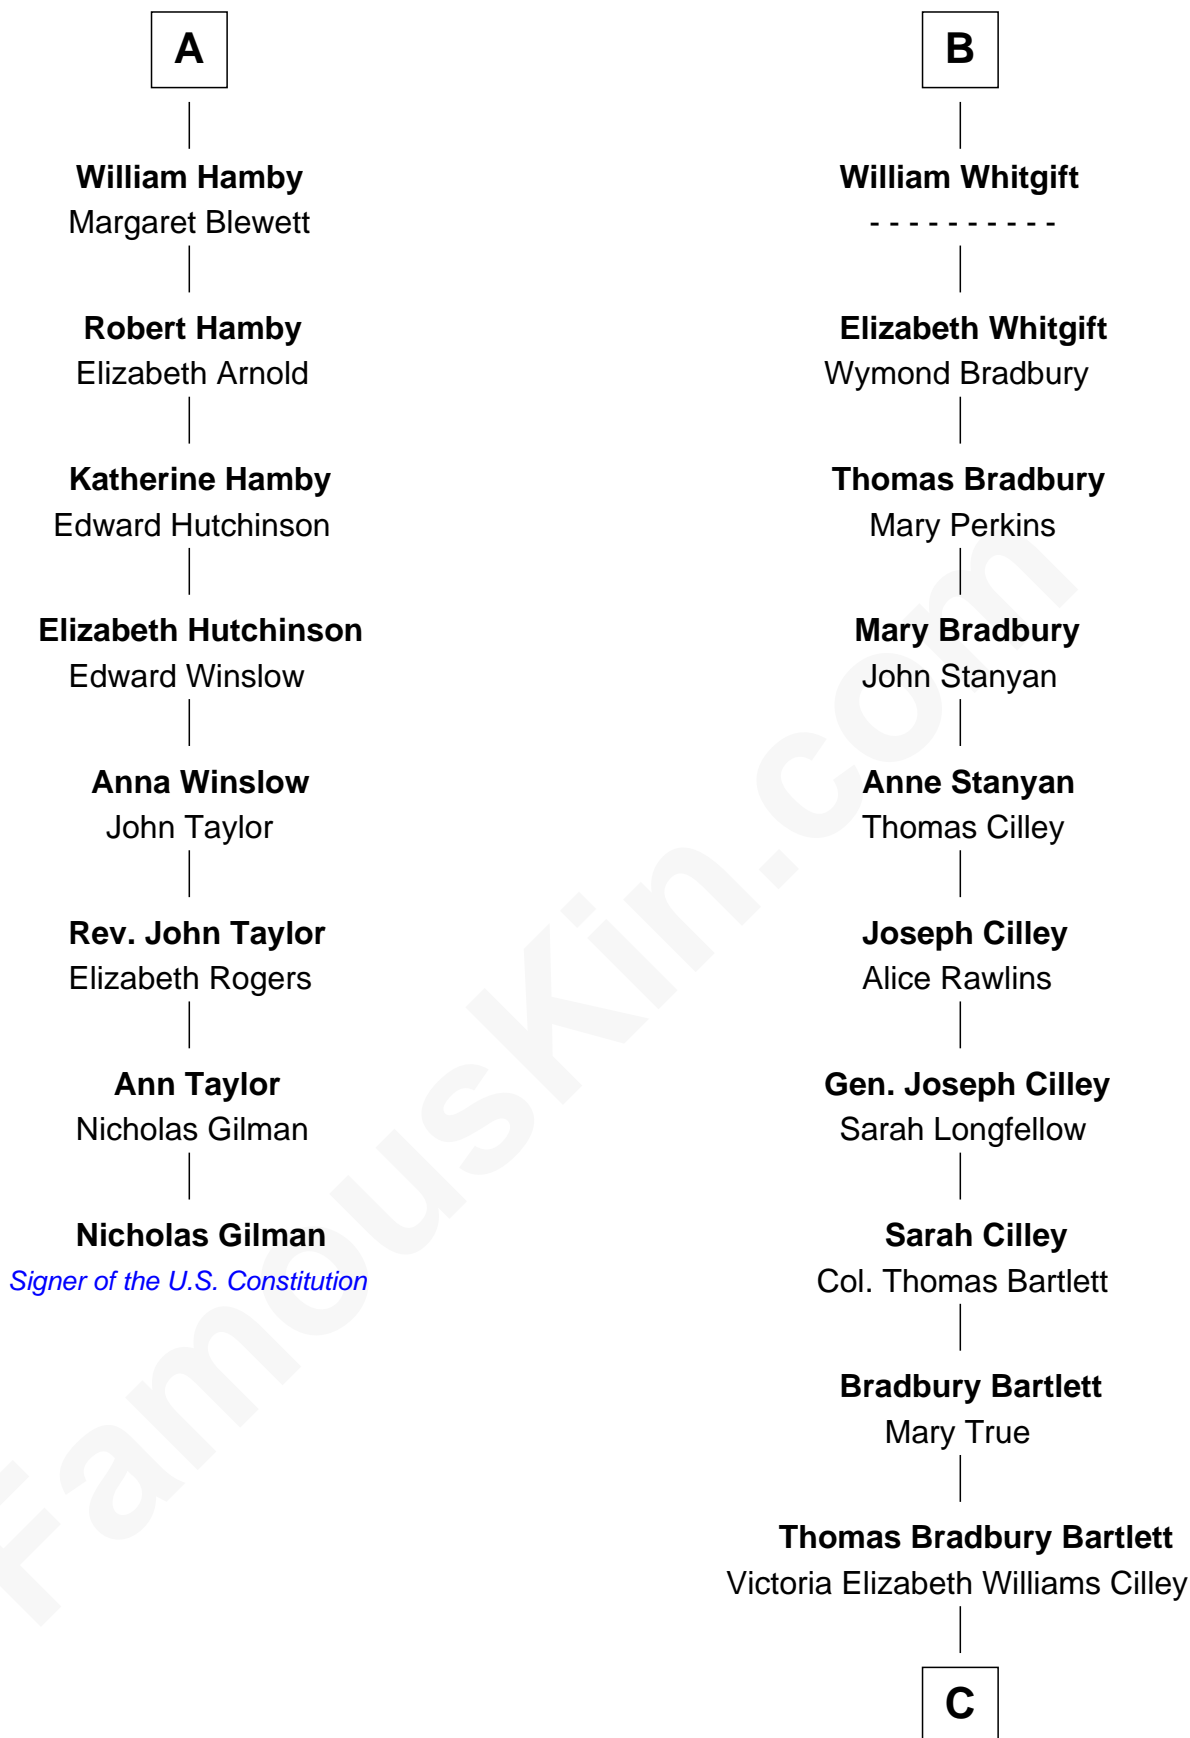 A
William Hamby
Margaret Blewett
Robert Hamby
Elizabeth Arnold
Katherine Hamby
Edward Hutchinson
Elizabeth Hutchinson
Edward Winslow
Anna Winslow
John Taylor
Rev. John Taylor
Elizabeth Rogers
Ann Taylor
Nicholas Gilman
Nicholas Gilman
Signer of the U.S. Constitution
B
William Whitgift
- - - - - - - - - -
Elizabeth Whitgift
Wymond Bradbury
Thomas Bradbury
Mary Perkins
Mary Bradbury
John Stanyan
Anne Stanyan
Thomas Cilley
Joseph Cilley
Alice Rawlins
Gen. Joseph Cilley
Sarah Longfellow
Sarah Cilley
Col. Thomas Bartlett
Bradbury Bartlett
Mary True
Thomas Bradbury Bartlett
Victoria Elizabeth Williams Cilley
C
FamousKin.com